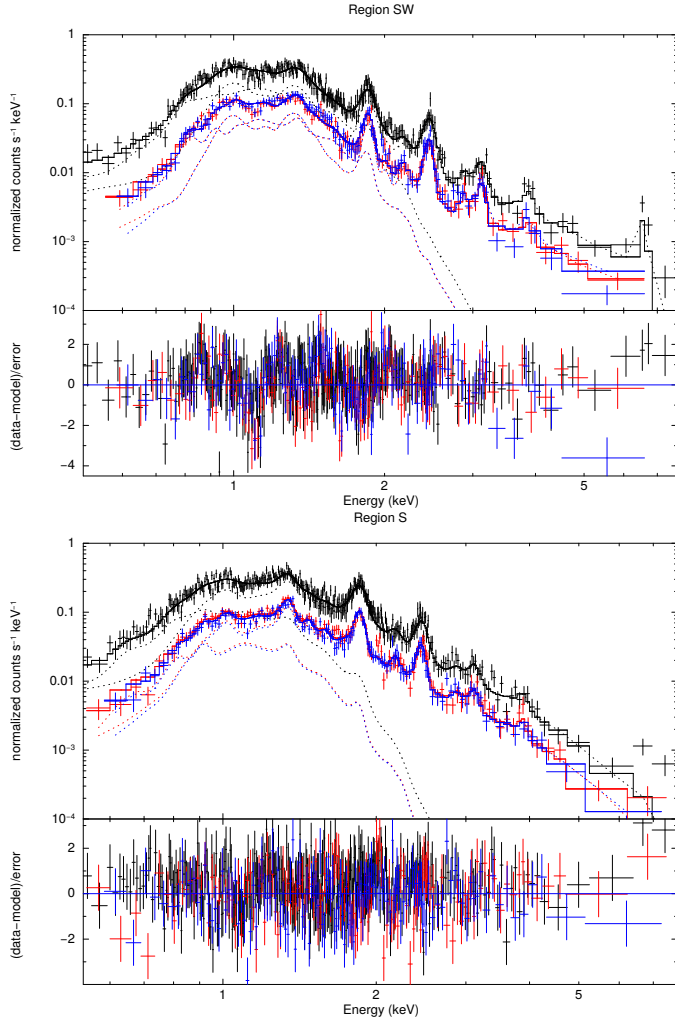 Region SW
1
0.1
0.01
10⁻³
10⁻⁴
normalized counts s⁻¹ keV⁻¹
2
0
−2
−4
(data−model)/error
1 2 5
Energy (keV)
Region S
1
0.1
0.01
10⁻³
10⁻⁴
normalized counts s⁻¹ keV⁻¹
2
0
−2
(data−model)/error
1 2 5
Energy (keV)